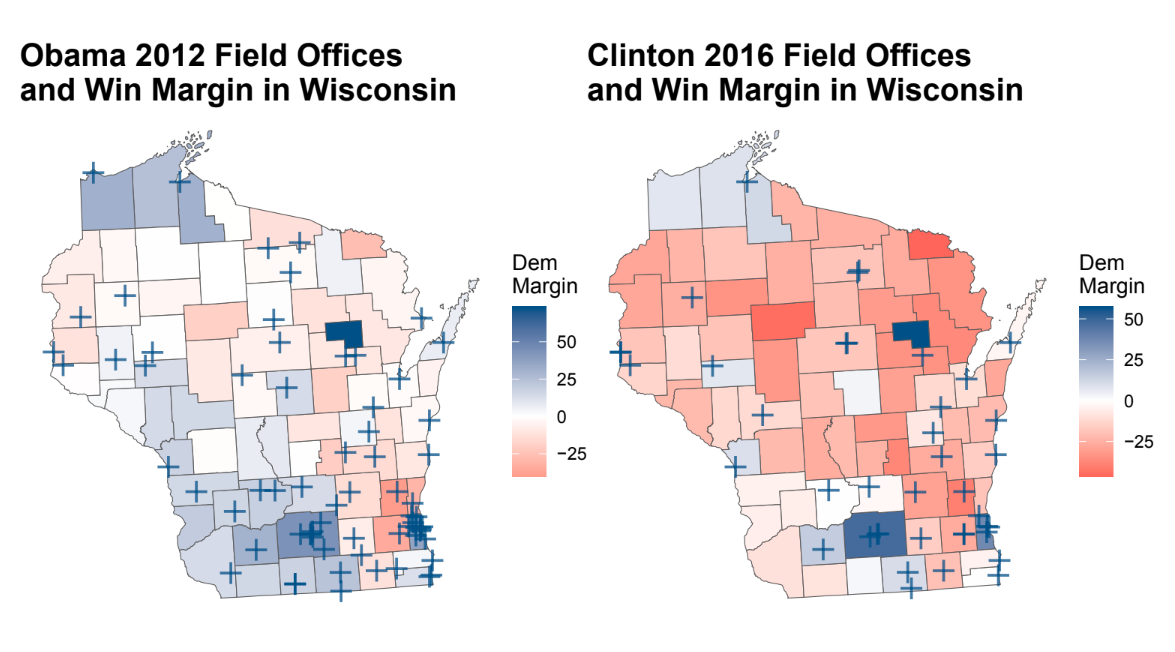 Obama 2012 Field Offices
and Win Margin in Wisconsin
Dem
Margin
50
25
0
−25
Clinton 2016 Field Offices
and Win Margin in Wisconsin
Dem
Margin
50
25
0
−25